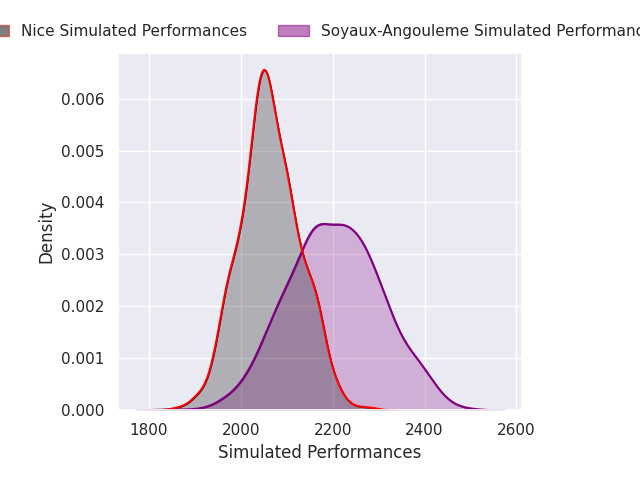 Nice Simulated Performances
Soyaux-Angouleme Simulated
Density
0.006
0.005
0.004
0.003
0.002
0.001
0.000
1800 2000 2200 2400 2600
Simulated Performances